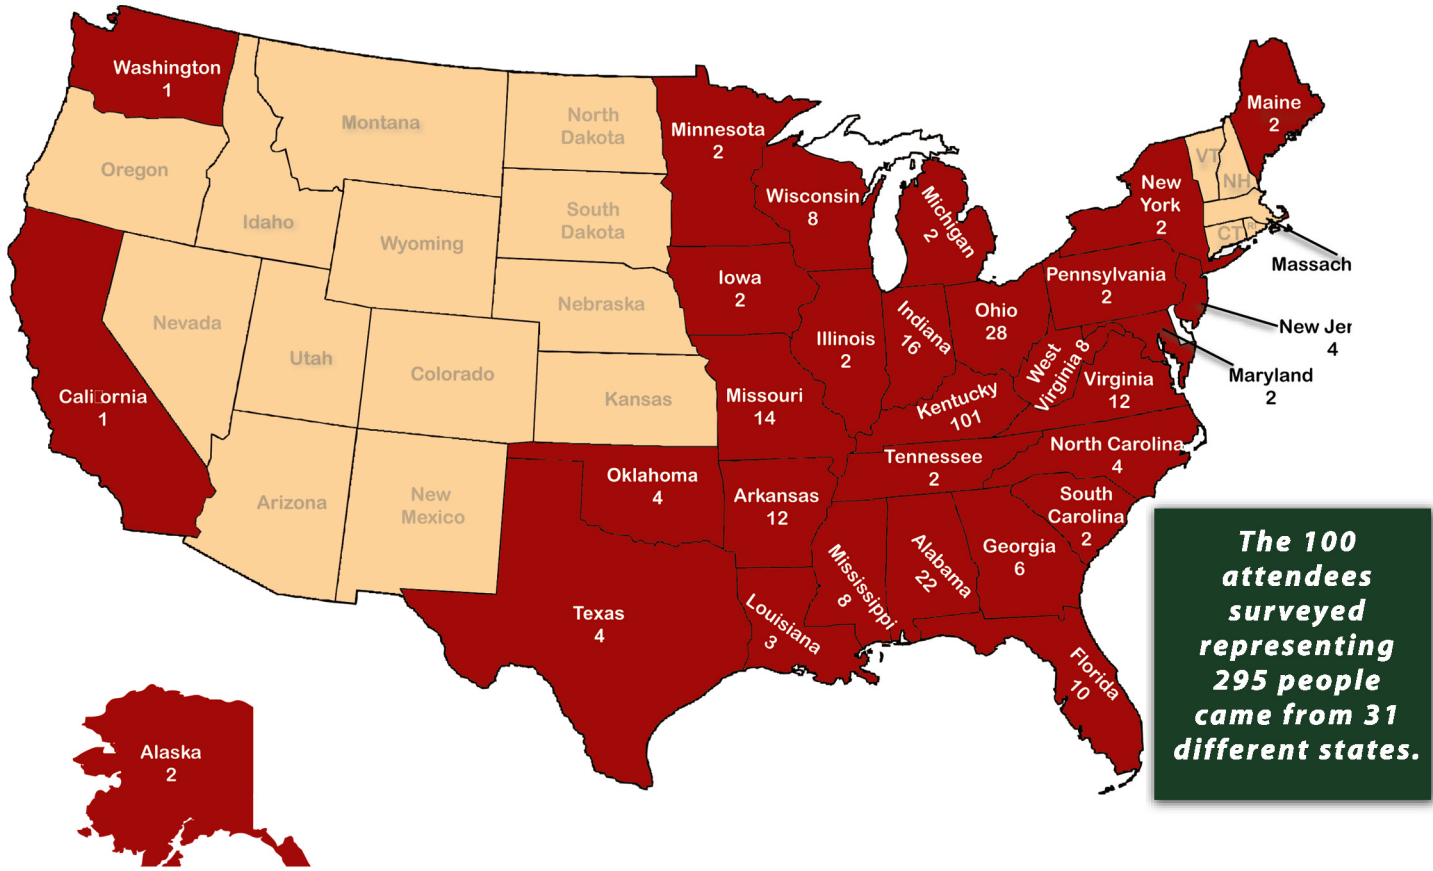 Washington
1
Oregon
Idaho
Montana
Wyoming
North
Dakota
South
Dakota
Nebraska
Kansas
Nevada
Utah
Colorado
Arizona
New
Mexico
California
1
Alaska
2
Minnesota
2
Wisconsin
8
Michigan
2
Iowa
2
Illinois
2
Indiana
16
Ohio
28
Missouri
14
Kentucky
101
West
Virginia 8
Virginia
12
Pennsylvania
2
New
York
2
VT
NH
Maine
2
CT
RI
Massach
New Jer
4
Maryland
2
North Carolina
4
Tennessee
2
South
Carolina
2
Oklahoma
4
Arkansas
12
Texas
4
Louisiana
3
Mississippi
8
Alabama
22
Georgia
6
Florida
10
The 100
attendees
surveyed
representing
295 people
came from 31
different states.